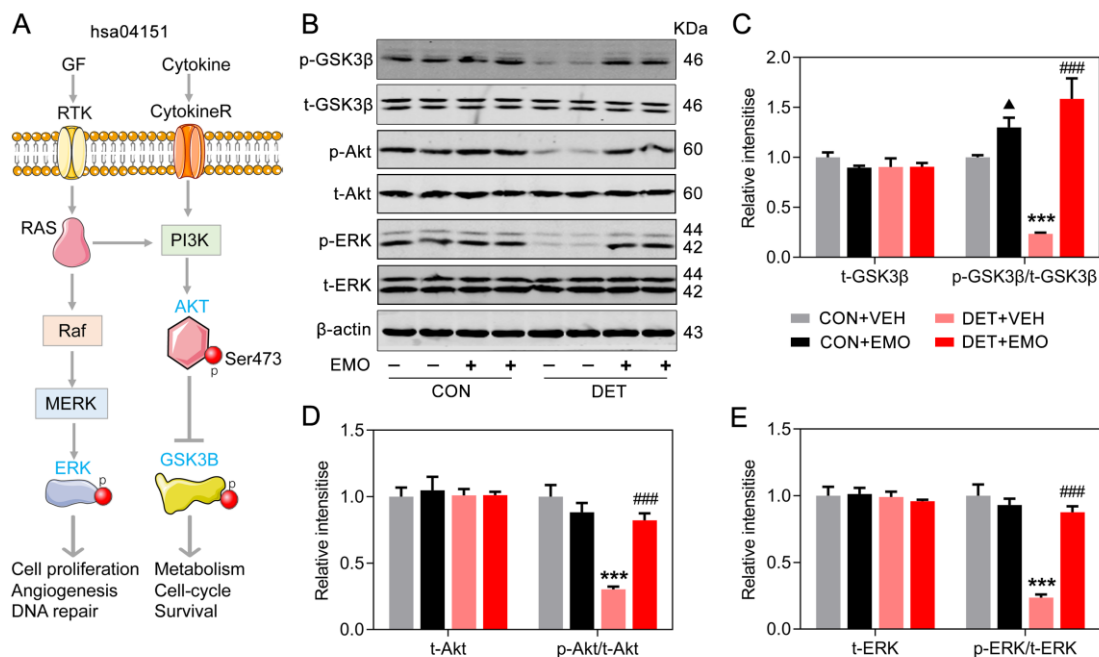 A
hsa04151
GF
Cytokine
RTK
CytokineR
RAS
PI3K
AKT
Raf
Ser473
p
MERK
ERK
GSK3B
p
p
Cell proliferation
Angiogenesis
DNA repair
Metabolism
Cell-cycle
Survival
B
KDa
p-GSK3β
46
t-GSK3β
46
p-Akt
60
t-Akt
60
p-ERK
44
42
t-ERK
44
42
β-actin
43
EMO – – + + – – + +
CON DET
C
Relative intensitise
2.0
1.5
1.0
0.5
0.0
▲
***
###
t-GSK3β p-GSK3β/t-GSK3β
CON+VEH DET+VEH
CON+EMO DET+EMO
D
Relative intensitise
1.5
1.0
0.5
0.0
***
###
t-Akt p-Akt/t-Akt
E
Relative intensitise
1.5
1.0
0.5
0.0
***
###
t-ERK p-ERK/t-ERK